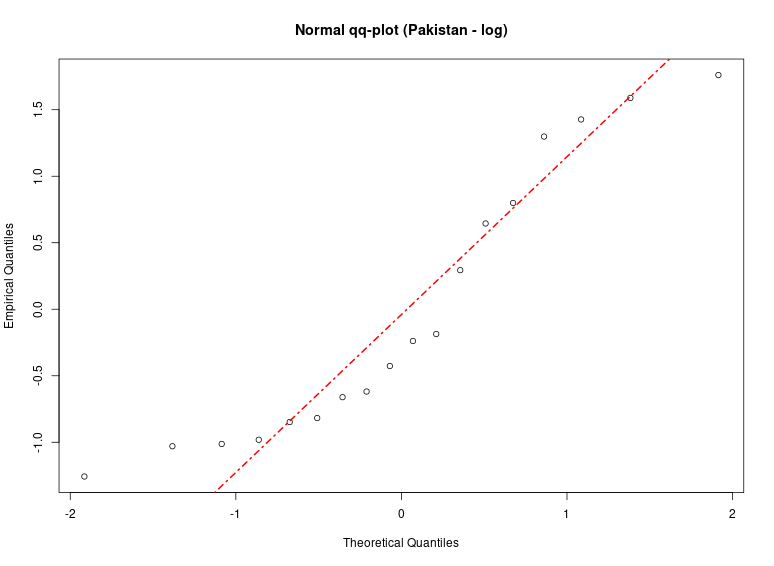 Normal qq-plot (Pakistan - log)
Empirical Quantiles
1.5
1.0
0.5
0.0
-0.5
-1.0
-2 -1 0 1 2
Theoretical Quantiles